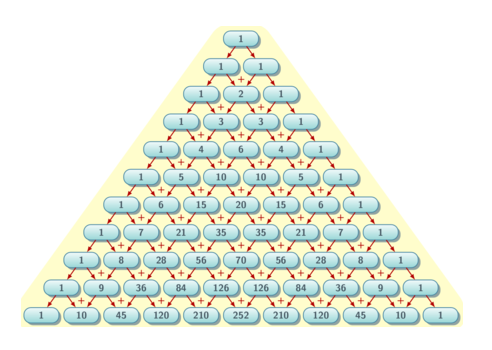 1
1 1
+
1 2 1
+ +
1 3 3 1
+ + +
1 4 6 4 1
+ + + +
1 5 10 10 5 1
+ + + + +
1 6 15 20 15 6 1
+ + + + + +
1 7 21 35 35 21 7 1
+ + + + + + +
1 8 28 56 70 56 28 8 1
+ + + + + + + +
1 9 36 84 126 126 84 36 9 1
+ + + + + + + + +
1 10 45 120 210 252 210 120 45 10 1